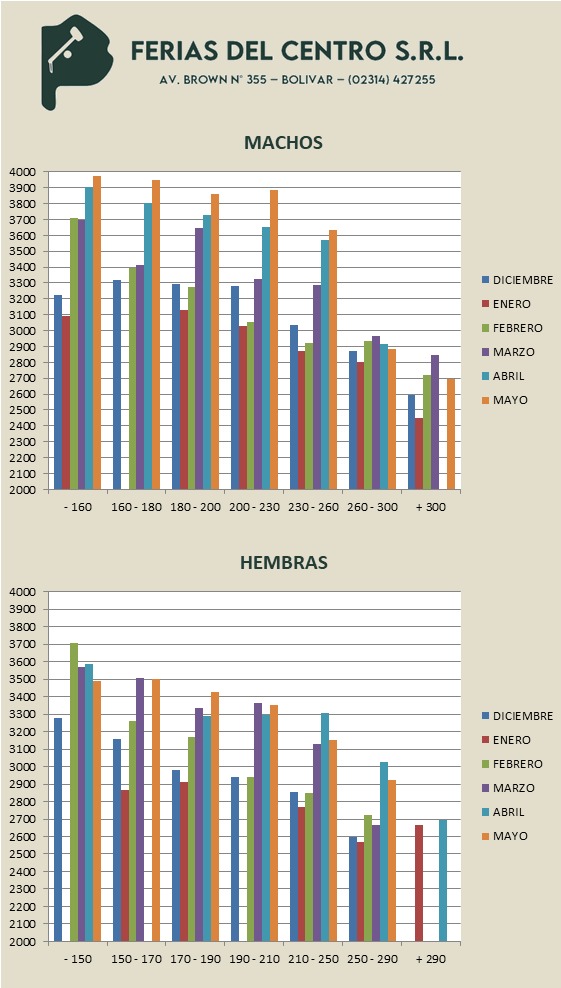 FERIAS DEL CENTRO S.R.L.
AV. BROWN N° 355 – BOLIVAR – (02314) 427255
MACHOS
4000
3900
3800
3700
3600
3500
3400
3300
3200
3100
3000
2900
2800
2700
2600
2500
2400
2300
2200
2100
2000
- 160
160 - 180
180 - 200
200 - 230
230 - 260
260 - 300
+ 300
DICIEMBRE
ENERO
FEBRERO
MARZO
ABRIL
MAYO
HEMBRAS
4000
3900
3800
3700
3600
3500
3400
3300
3200
3100
3000
2900
2800
2700
2600
2500
2400
2300
2200
2100
2000
- 150
150 - 170
170 - 190
190 - 210
210 - 250
250 - 290
+ 290
DICIEMBRE
ENERO
FEBRERO
MARZO
ABRIL
MAYO